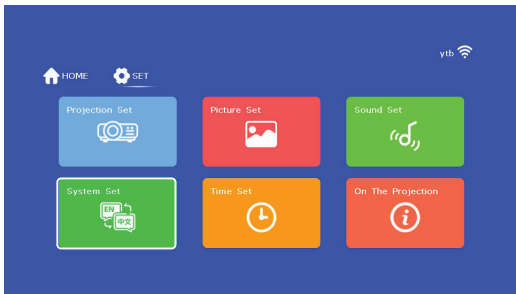 ytb
HOME SET
Projection Set Picture Set Sound Set
System Set Time Set On The Projection
EN
中文